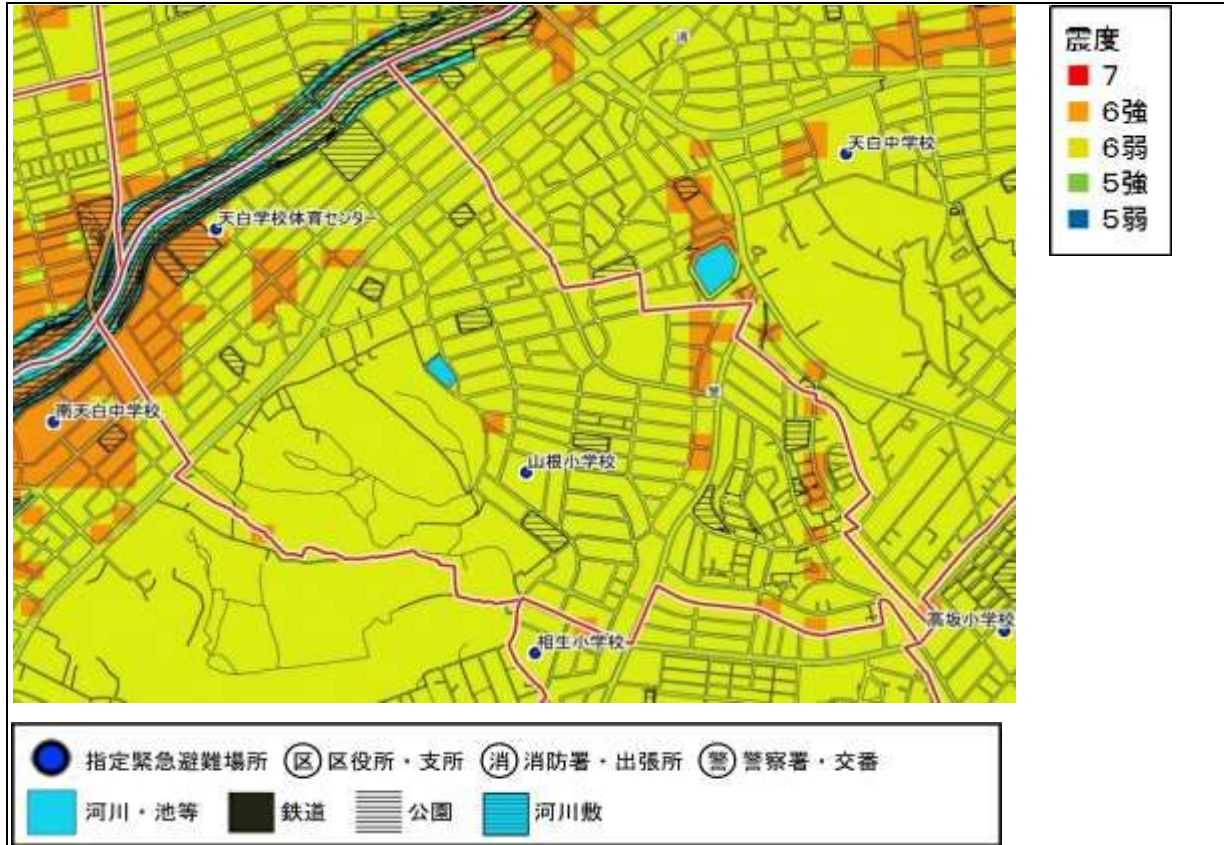 震度
7
6強
6弱
5強
5弱
消
天白中学校
天白学校体育センター
警
南天白中学校
山根小学校
相生小学校
高坂小学校
指定緊急避難場所 区 区役所・支所 消 消防署・出張所 警 警察署・交番
河川・池等 鉄道 公園 河川敷